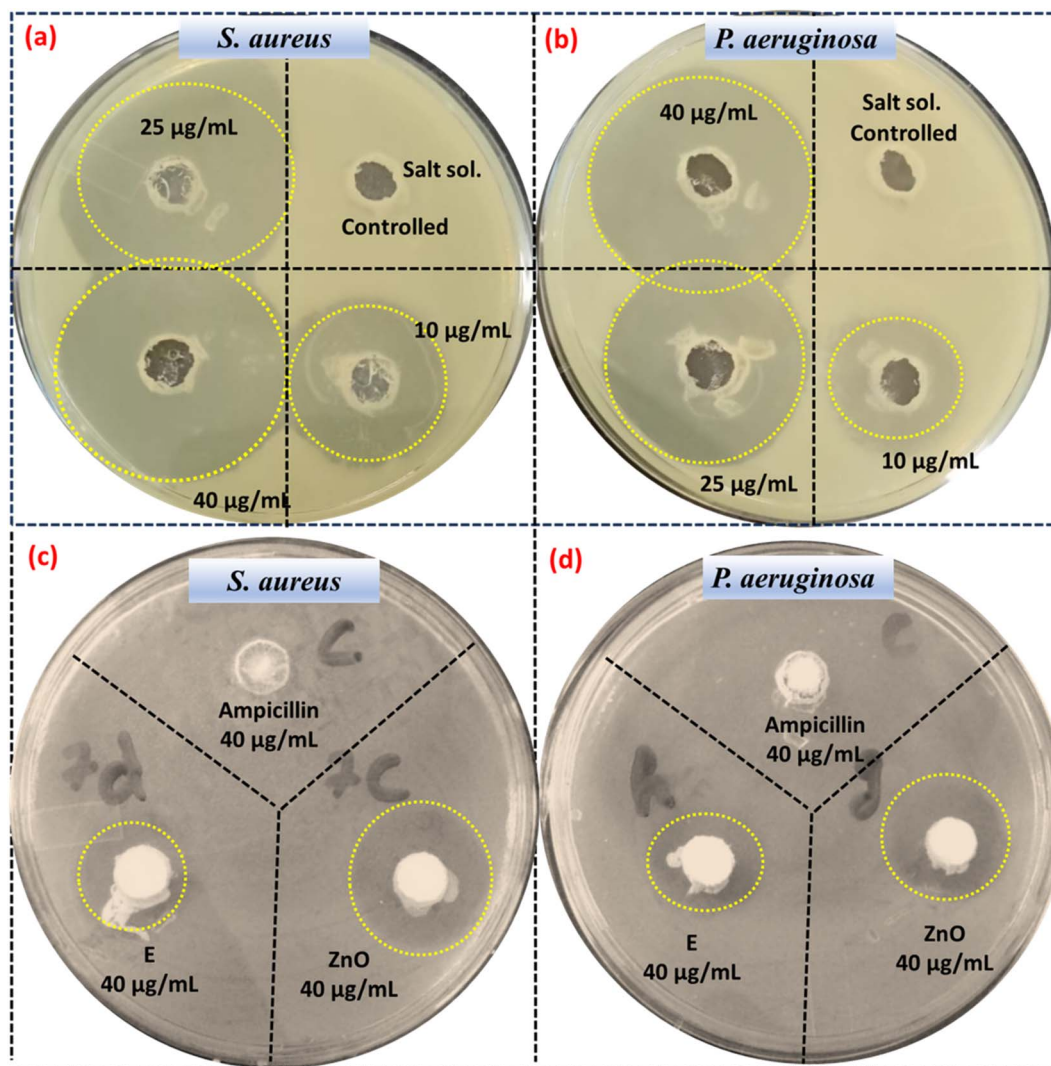 (a)
S. aureus
25 µg/mL
Salt sol.
Controlled
10 µg/mL
40 µg/mL
(b)
P. aeruginosa
40 µg/mL
Salt sol.
Controlled
25 µg/mL
10 µg/mL
(c)
S. aureus
C
Ampicillin
40 µg/mL
E
40 µg/mL
ZnO
40 µg/mL
(d)
P. aeruginosa
C
Ampicillin
40 µg/mL
E
40 µg/mL
ZnO
40 µg/mL